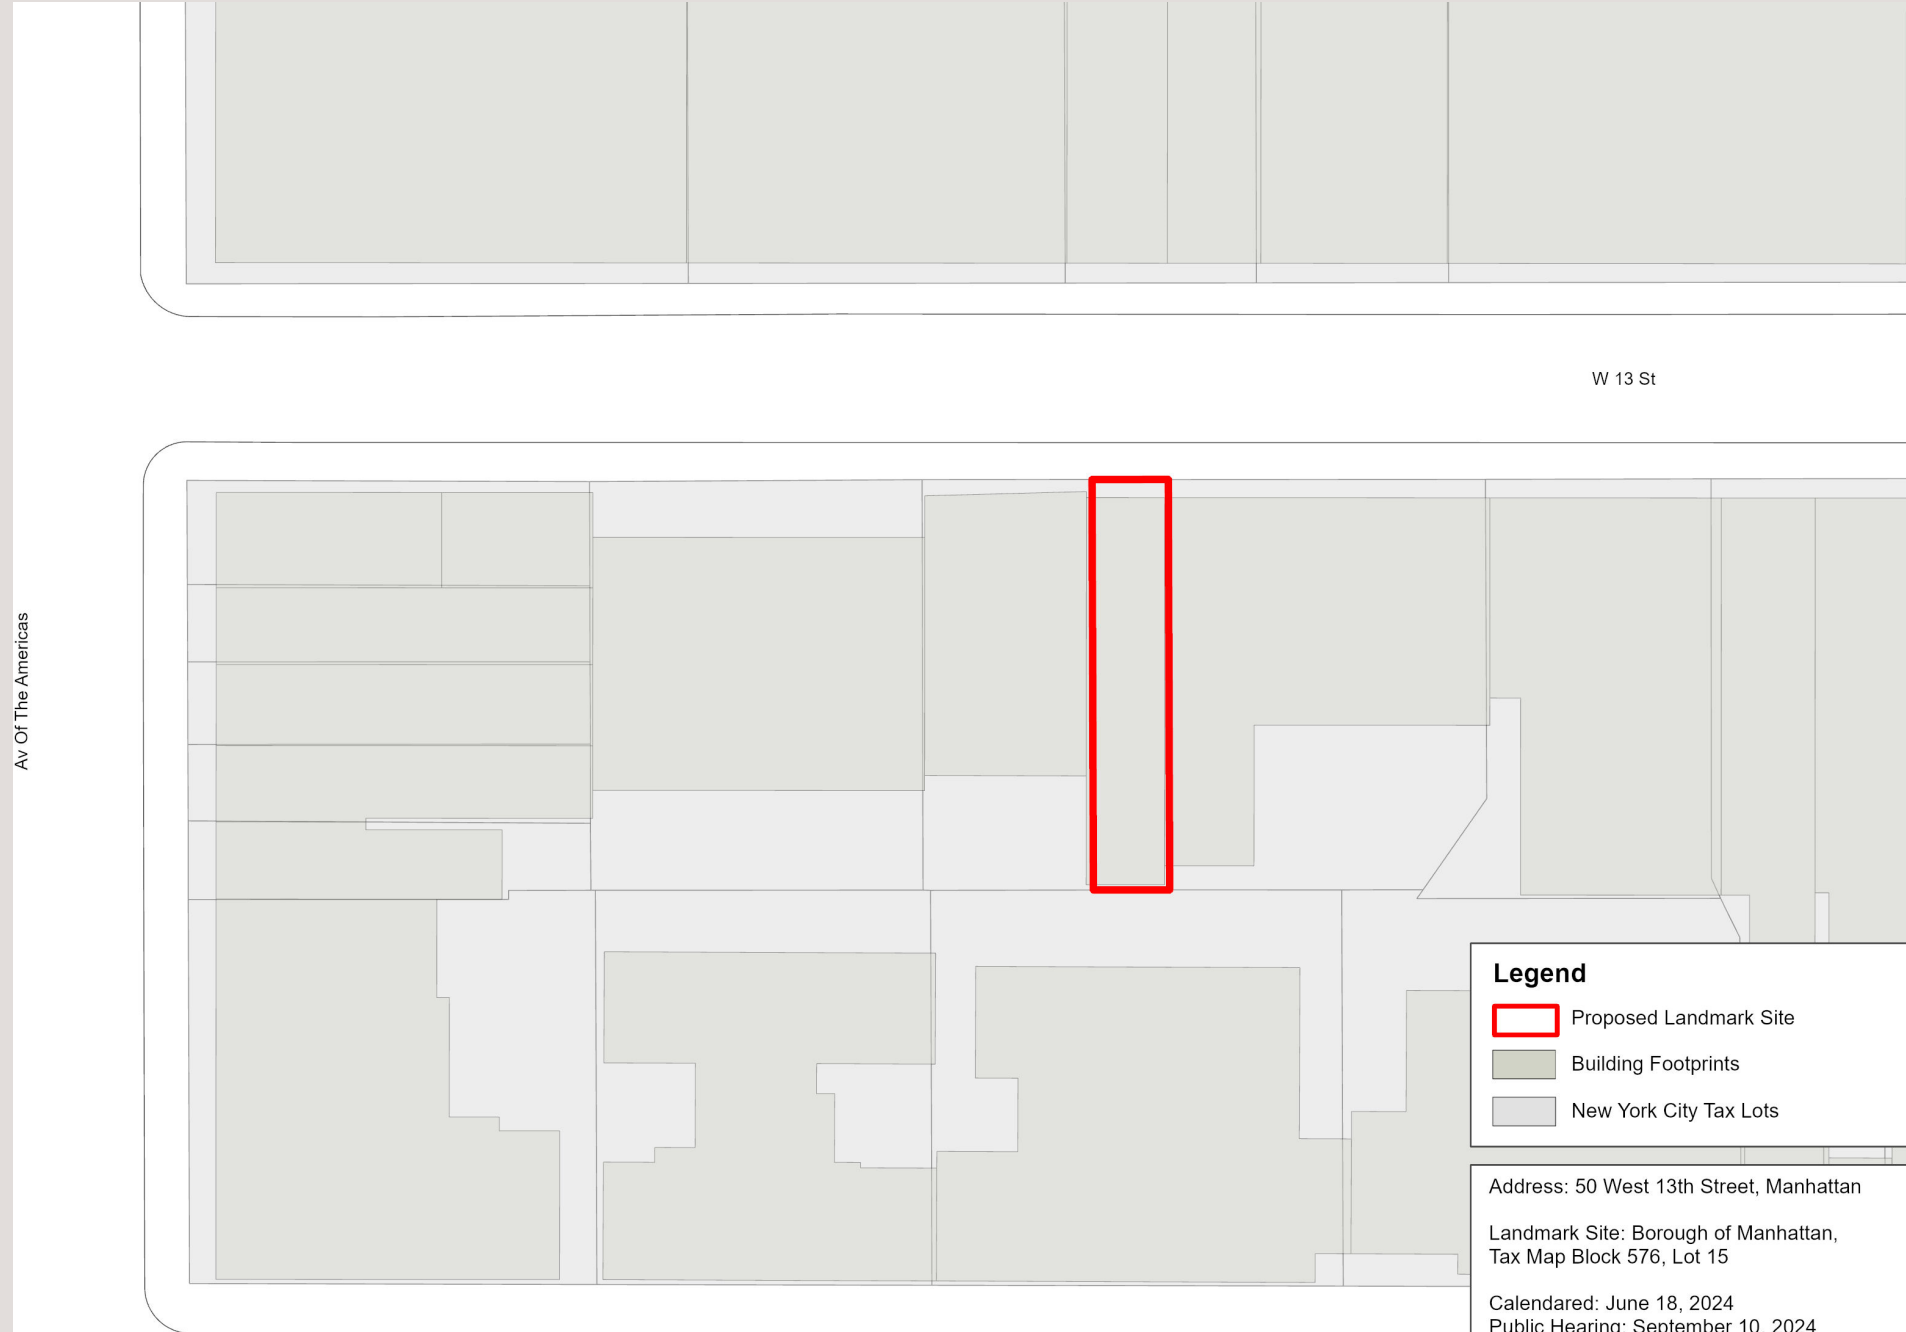 W 13 St
Av Of The Americas
Legend
Proposed Landmark Site
Building Footprints
New York City Tax Lots
Address: 50 West 13th Street, Manhattan
Landmark Site: Borough of Manhattan,
Tax Map Block 576, Lot 15
Calendared: June 18, 2024
Public Hearing: September 10, 2024